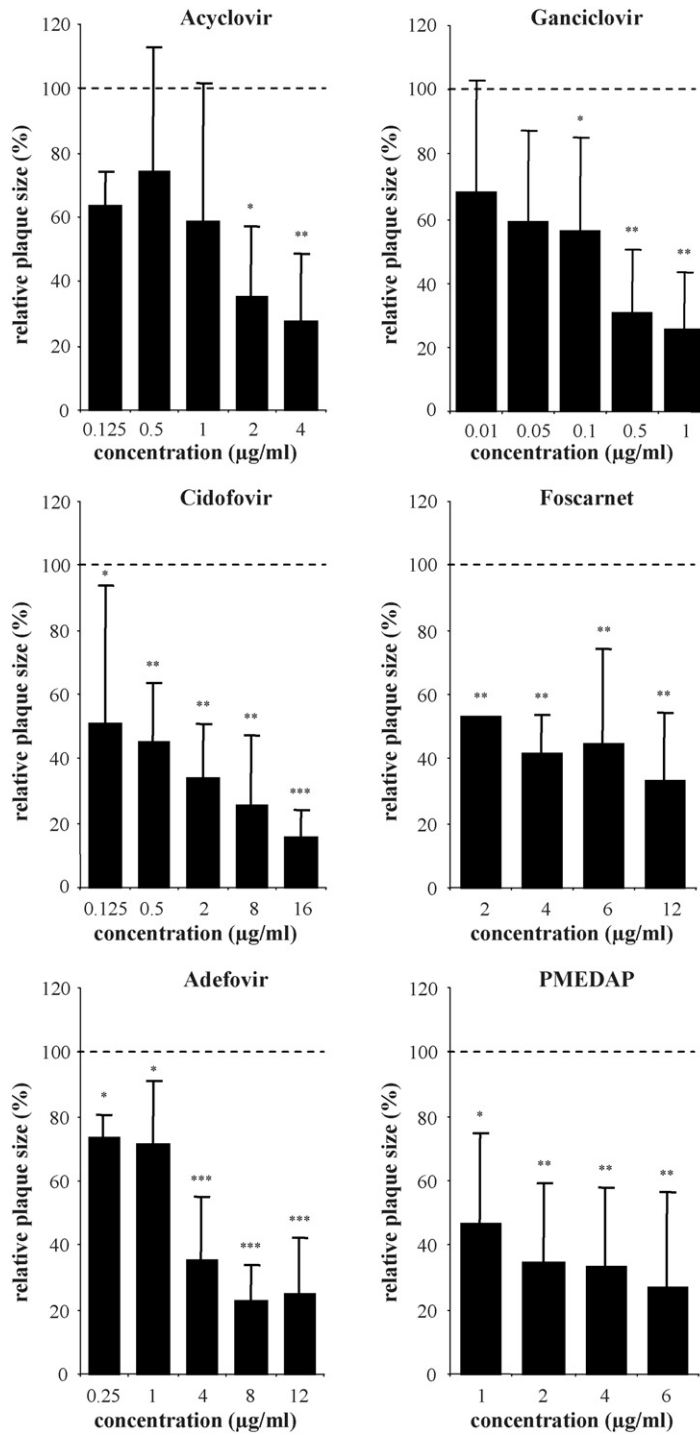 Acyclovir
relative plaque size (%)
120
100
80
60
40
20
0
*
**
0.125 0.5 1 2 4
concentration (µg/ml)
Ganciclovir
relative plaque size (%)
120
100
80
60
40
20
0
*
**
**
0.01 0.05 0.1 0.5 1
concentration (µg/ml)
Cidofovir
relative plaque size (%)
120
100
80
60
40
20
0
*
**
**
**
***
0.125 0.5 2 8 16
concentration (µg/ml)
Foscarnet
relative plaque size (%)
120
100
80
60
40
20
0
**
**
**
**
2 4 6 12
concentration (µg/ml)
Adefovir
relative plaque size (%)
120
100
80
60
40
20
0
*
*
***
***
***
0.25 1 4 8 12
concentration (µg/ml)
PMEDAP
relative plaque size (%)
120
100
80
60
40
20
0
*
**
**
**
1 2 4 6
concentration (µg/ml)